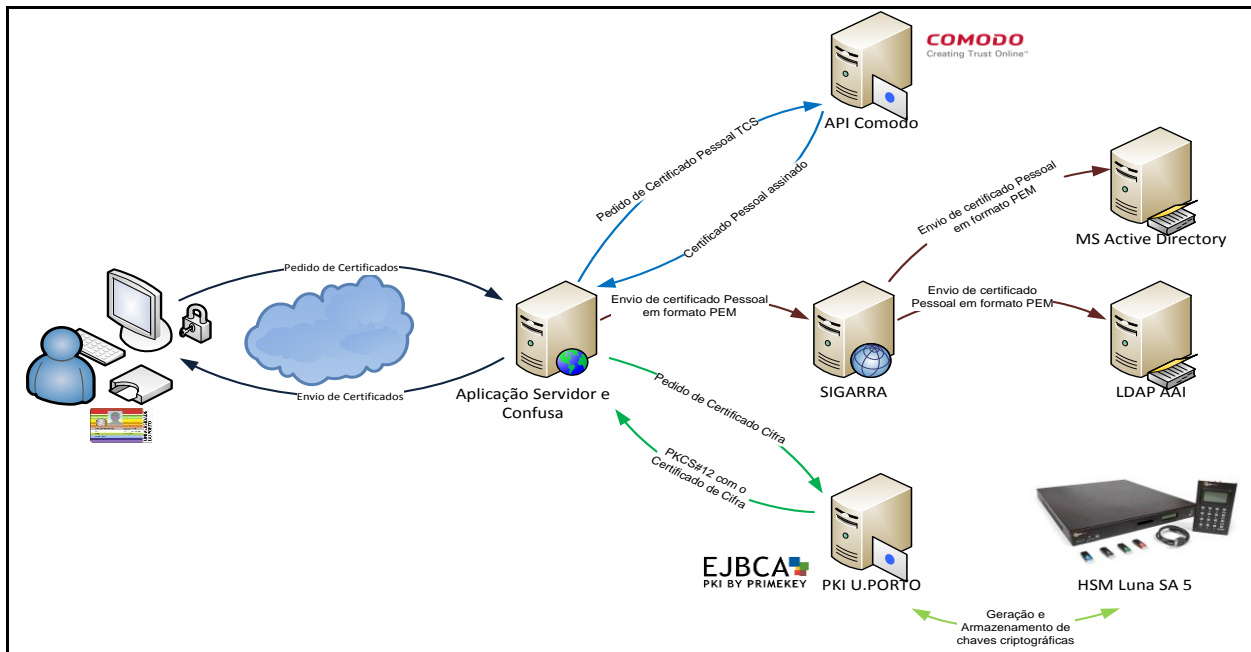 COMODO
Creating Trust Online™
API Comodo
Pedido de Certificado Pessoal TCS
Certificado Pessoal assinado
Envio de certificado Pessoal
em formato PEM
MS Active Directory
Pedido de Certificados
Envio de certificado Pessoal
em formato PEM
Envio de certificado
Pessoal em formato PEM
Aplicação Servidor e
Confusa
SIGARRA
LDAP AAI
Envio de Certificados
Pedido de Certificado Cifra
PKCS#12 com o
Certificado de Cifra
EJBCA
PKI BY PRIMEKEY
PKI U.PORTO
HSM Luna SA 5
Geração e
Armazenamento de
chaves criptográficas